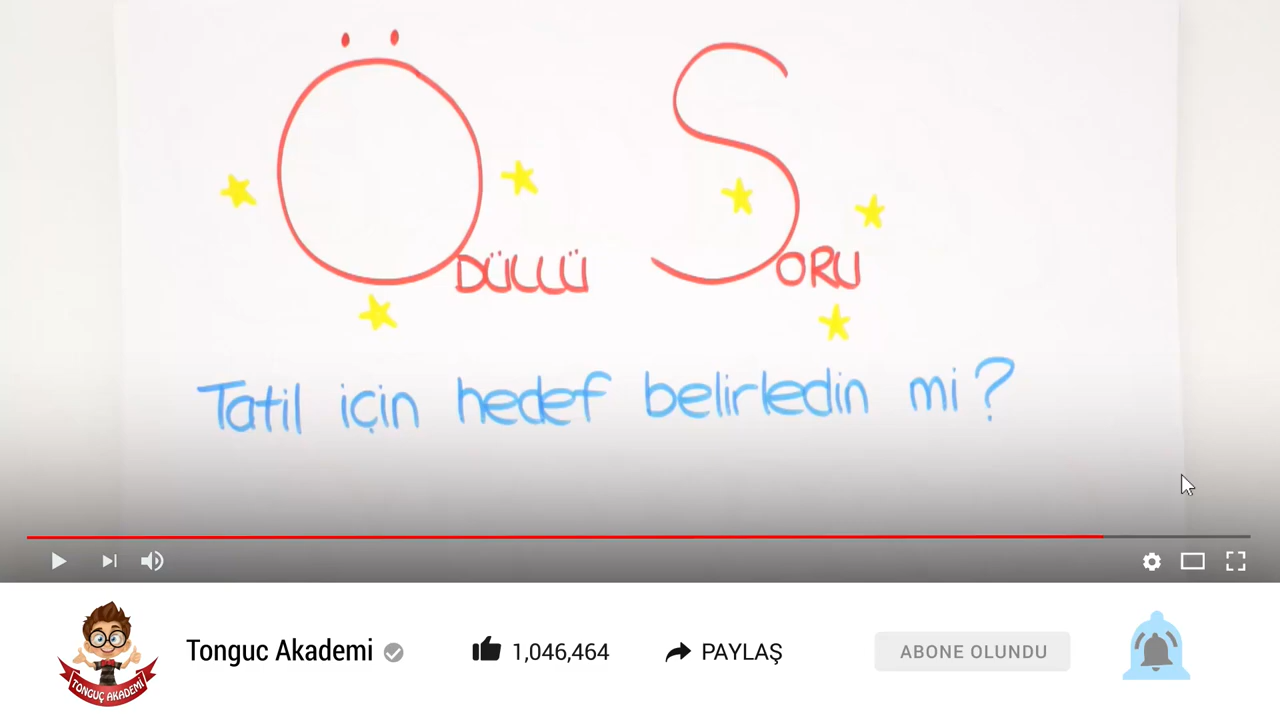 ÖDÜLLÜ SORU
Tatil için hedef belirledin mi?
Tonguc Akademi
1,046,464
PAYLAŞ
ABONE OLUNDU
TONGUÇ AKADEMİ